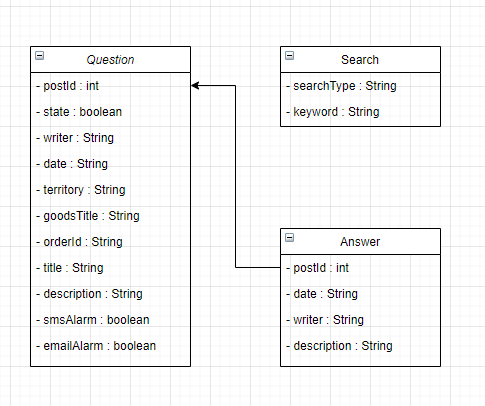 Question
- postId : int
- state : boolean
- writer : String
- date : String
- territory : String
- goodsTitle : String
- orderId : String
- title : String
- description : String
- smsAlarm : boolean
- emailAlarm : boolean
Search
- searchType : String
- keyword : String
Answer
- postId : int
- date : String
- writer : String
- description : String